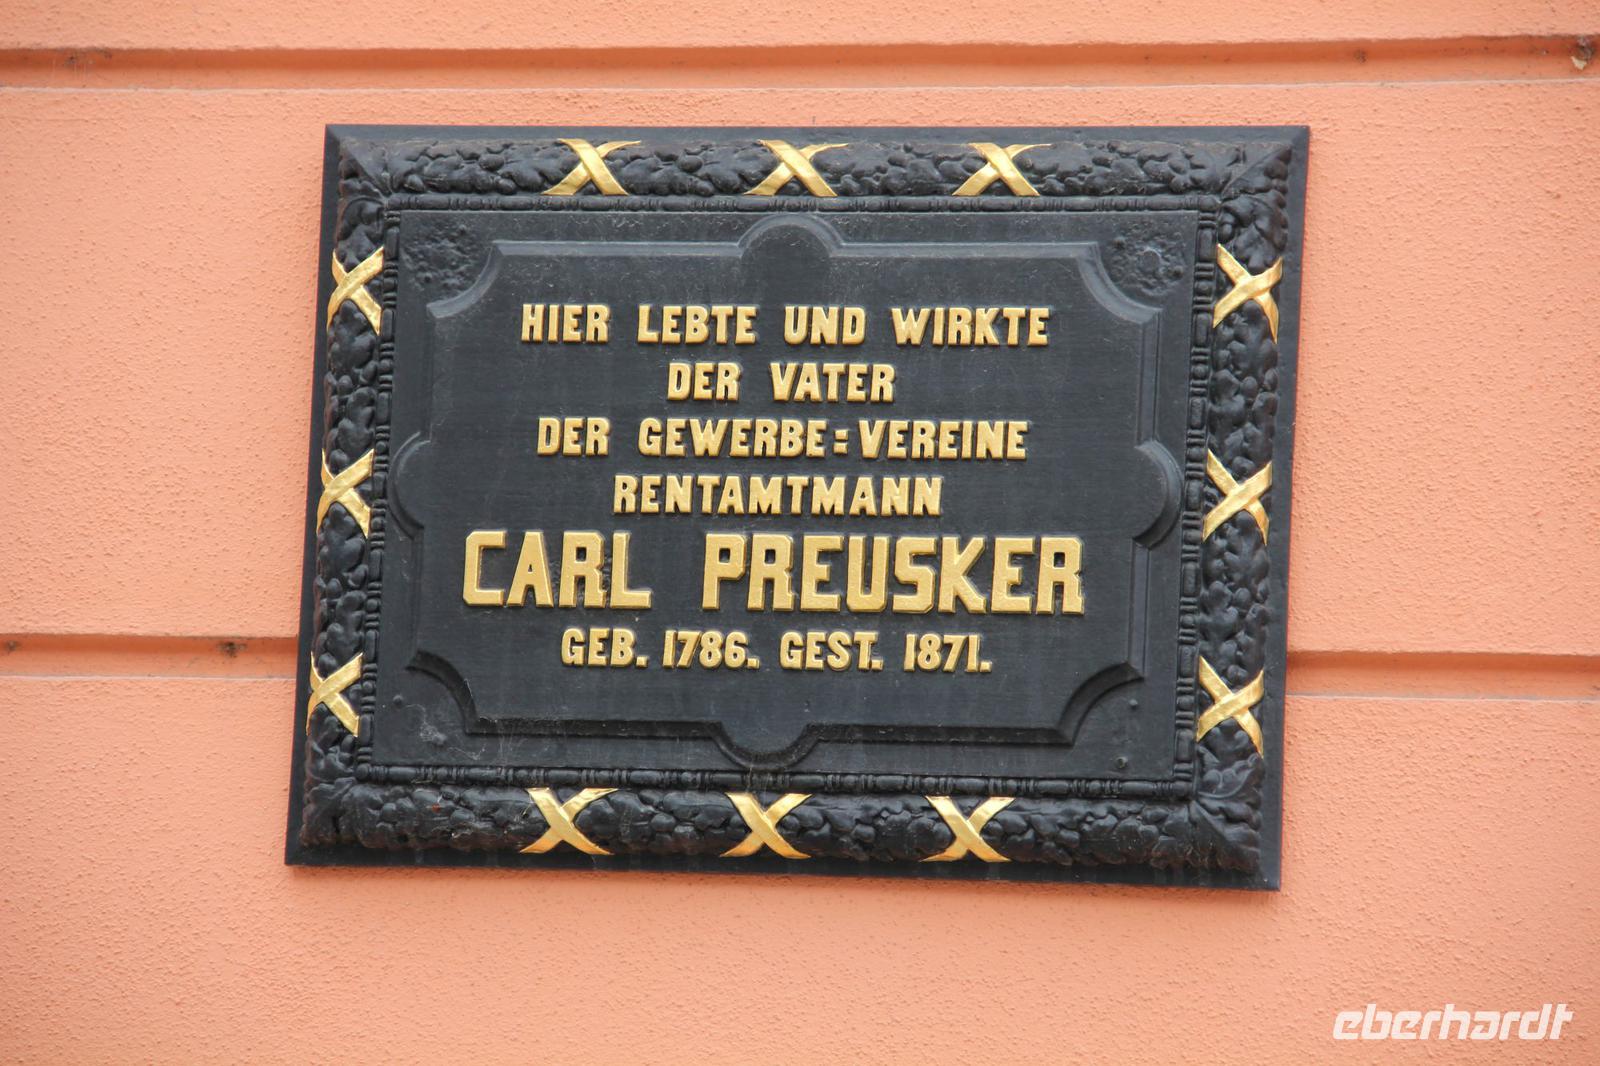 HIER LEBTE UND WIRKTE
DER VATER
DER GEWERBE=VEREINE
RENTAMTMANN
CARL PREUSKER
GEB. 1786. GEST. 1871.
eberhardt